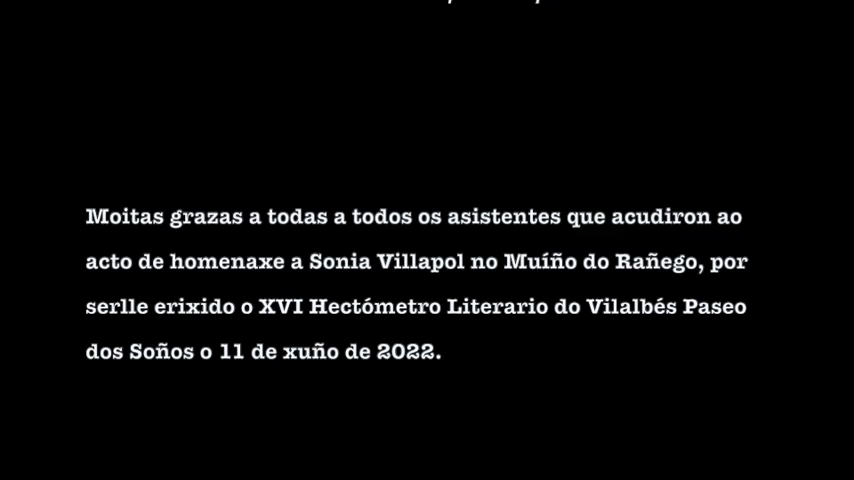 Moitas grazas a todas a todos os asistentes que acudiron ao
acto de homenaxe a Sonia Villapol no Muíño do Rañego, por
serlle erixido o XVI Hectómetro Literario do Vilalbés Paseo
dos Soños o 11 de xuño de 2022.